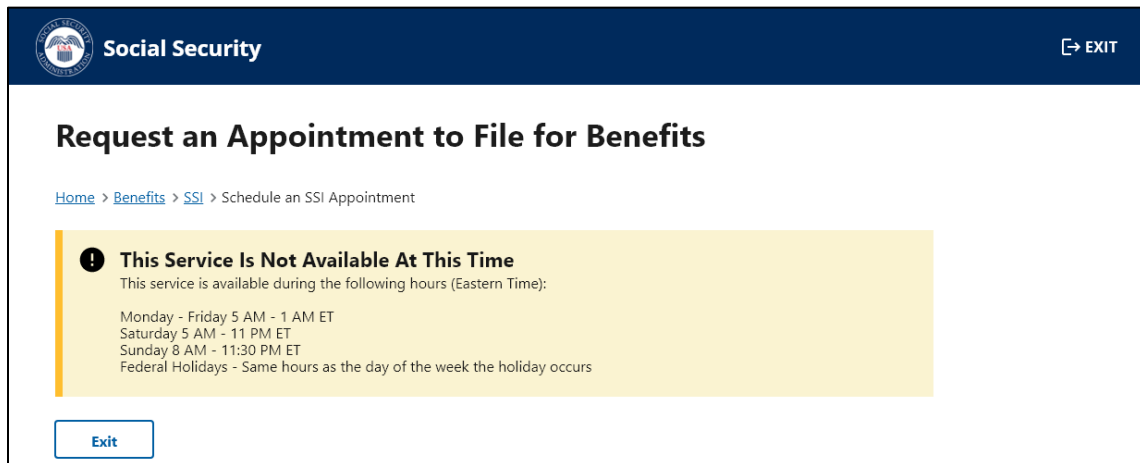 Social Security
EXIT
Request an Appointment to File for Benefits
Home > Benefits > SSI > Schedule an SSI Appointment
This Service Is Not Available At This Time
This service is available during the following hours (Eastern Time):
Monday - Friday 5 AM - 1 AM ET
Saturday 5 AM - 11 PM ET
Sunday 8 AM - 11:30 PM ET
Federal Holidays - Same hours as the day of the week the holiday occurs
Exit